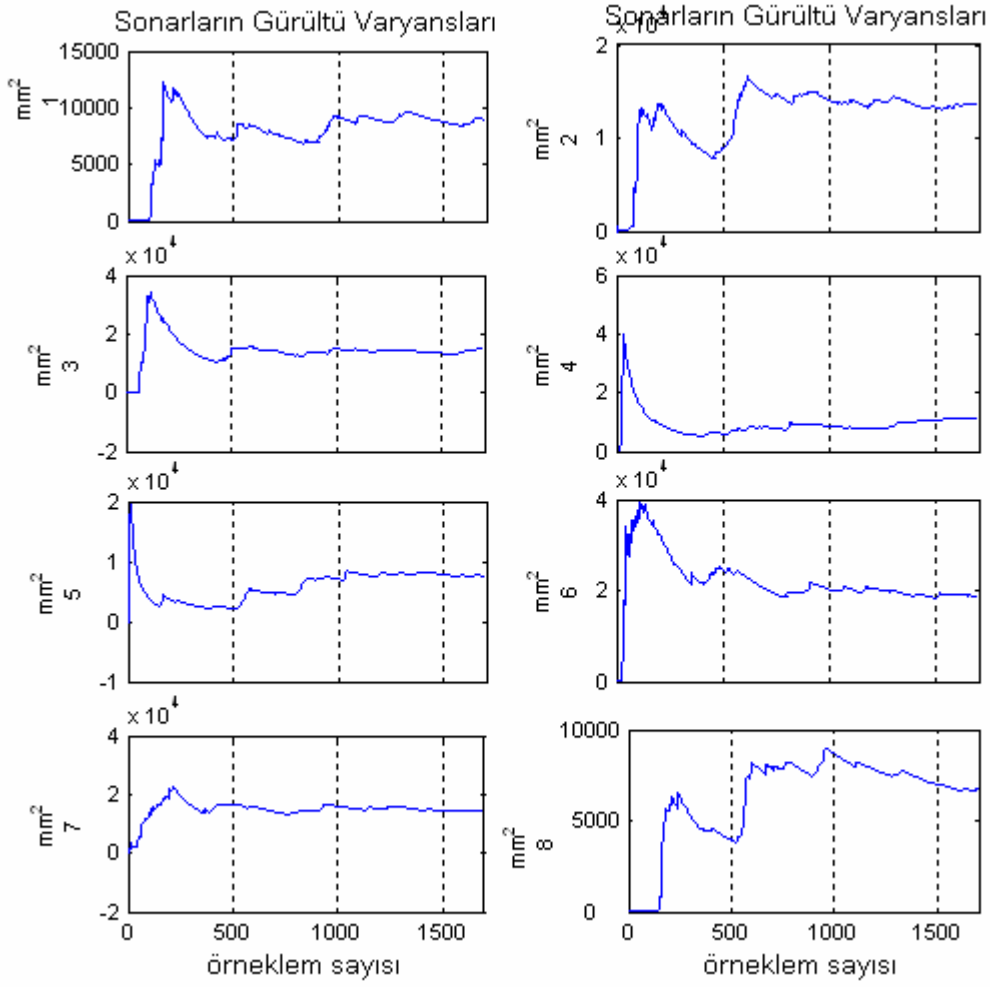 Sonarların Gürültü Varyansları
Sonarların Gürültü Varyansları
15000
10000
5000
0
mm²
1
x 10⁴
2
1
0
mm²
2
x 10⁴
4
2
0
-2
mm²
3
x 10⁴
6
4
2
0
mm²
4
x 10⁴
2
1
0
-1
mm²
5
x 10⁴
4
2
0
mm²
6
x 10⁴
4
2
0
-2
mm²
7
0 500 1000 1500
örneklem sayısı
10000
5000
0
mm²
8
0 500 1000 1500
örneklem sayısı